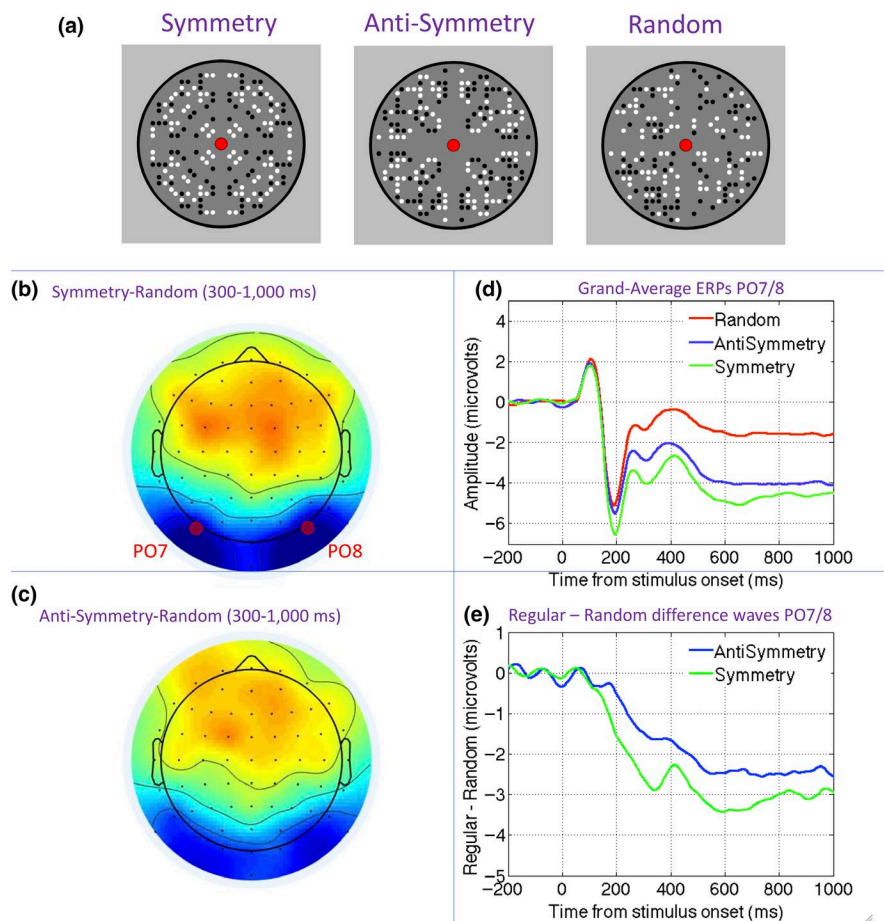 (a)
Symmetry Anti-Symmetry Random
(b) Symmetry-Random (300-1,000 ms)
PO7 PO8
(c)
Anti-Symmetry-Random (300-1,000 ms)
(d) Grand-Average ERPs PO7/8
Random
AntiSymmetry
Symmetry
Amplitude (microvolts)
4
2
0
−2
−4
−6
−200 0 200 400 600 800 1000
Time from stimulus onset (ms)
(e) Regular – Random difference waves PO7/8
AntiSymmetry
Symmetry
Regular - Random (microvolts)
1
0
−1
−2
−3
−4
−5
−200 0 200 400 600 800 1000
Time from stimulus onset (ms)